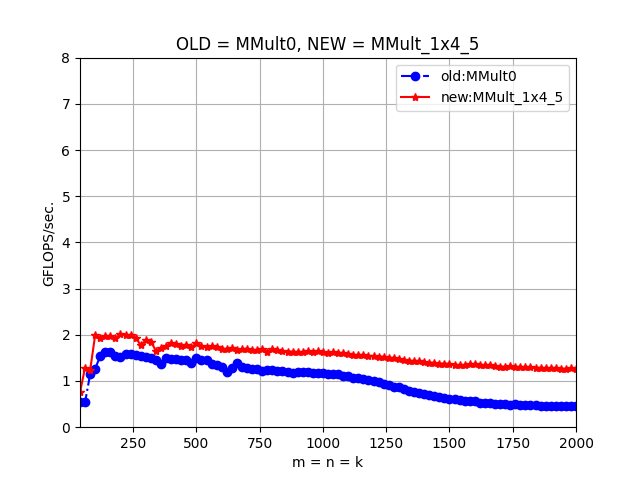 OLD = MMult0, NEW = MMult_1x4_5
8
7
6
5
4
3
2
1
0
GFLOPS/sec.
old:MMult0
new:MMult_1x4_5
250 500 750 1000 1250 1500 1750 2000
m = n = k